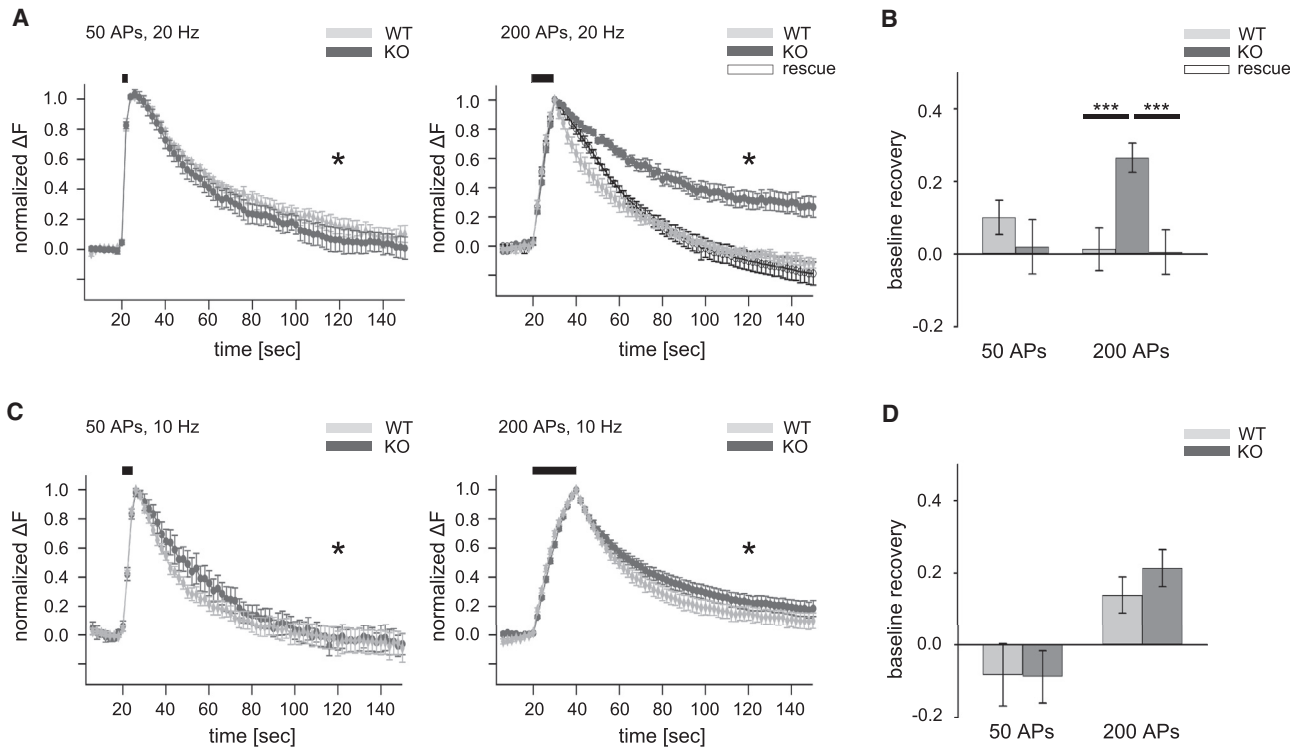 A
50 APs, 20 Hz
WT
KO
normalized ΔF
1.0
0.8
0.6
0.4
0.2
0.0
*
20 40 60 80 100 120 140
time [sec]
200 APs, 20 Hz
WT
KO
rescue
normalized ΔF
1.0
0.8
0.6
0.4
0.2
0.0
*
20 40 60 80 100 120 140
time [sec]
B
WT
KO
rescue
baseline recovery
0.4
0.2
0.0
-0.2
*** ***
50 APs 200 APs
C
50 APs, 10 Hz
WT
KO
normalized ΔF
1.0
0.8
0.6
0.4
0.2
0.0
*
20 40 60 80 100 120 140
time [sec]
200 APs, 10 Hz
WT
KO
normalized ΔF
1.0
0.8
0.6
0.4
0.2
0.0
*
20 40 60 80 100 120 140
time [sec]
D
WT
KO
baseline recovery
0.4
0.2
0.0
-0.2
50 APs 200 APs